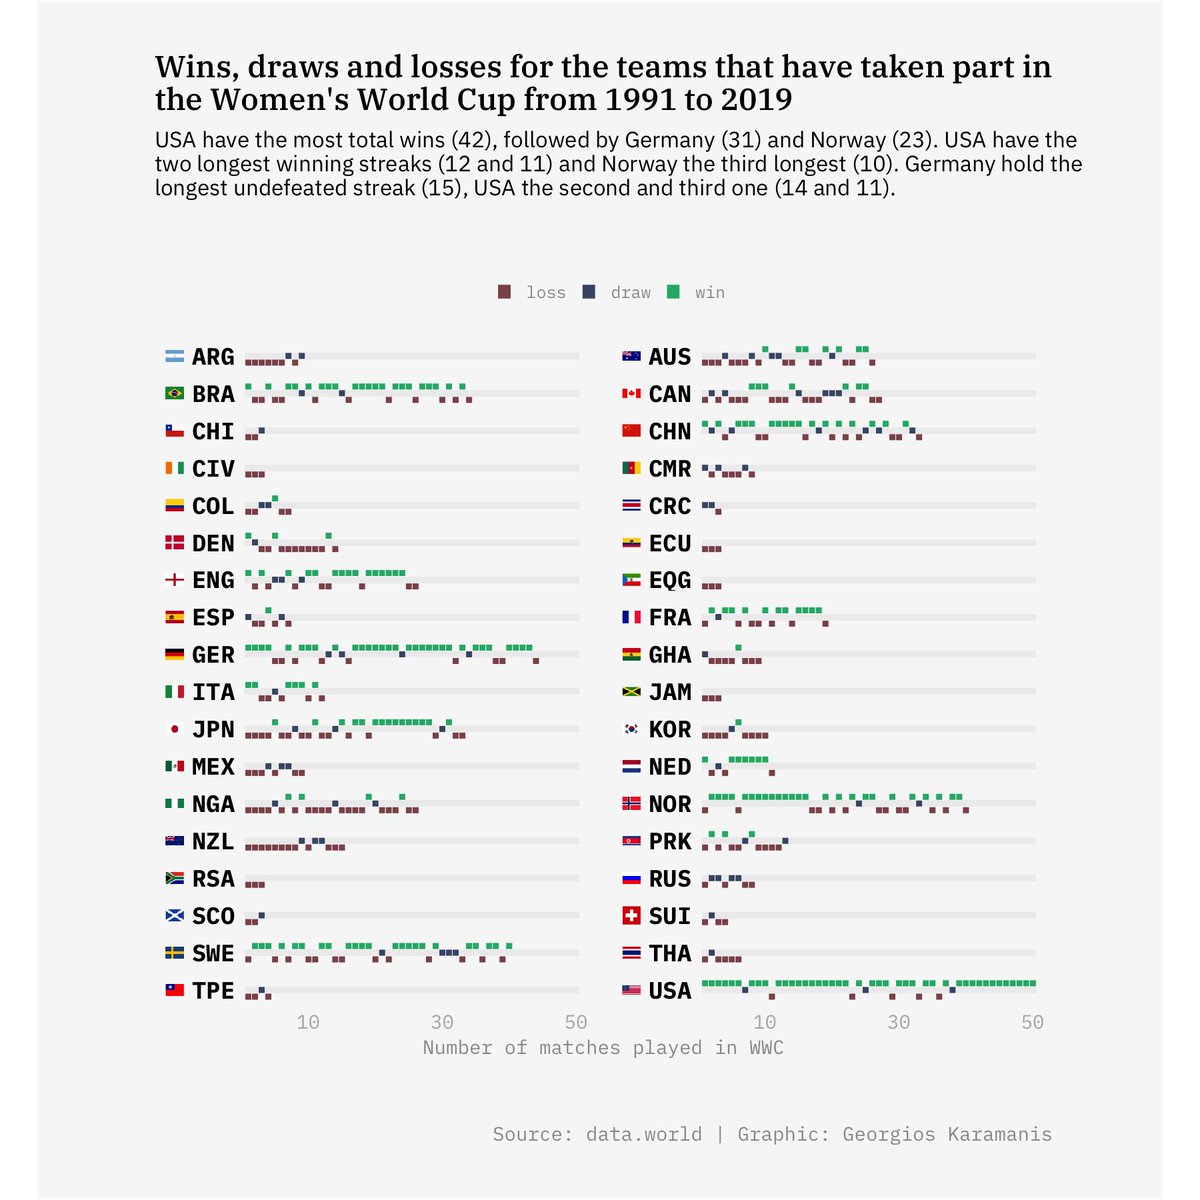 Wins, draws and losses for the teams that have taken part in
the Women's World Cup from 1991 to 2019
USA have the most total wins (42), followed by Germany (31) and Norway (23). USA have the
two longest winning streaks (12 and 11) and Norway the third longest (10). Germany hold the
longest undefeated streak (15), USA the second and third one (14 and 11).
loss draw win
ARG AUS
BRA CAN
CHI CHN
CIV CMR
COL CRC
DEN ECU
ENG EQG
ESP FRA
GER GHA
ITA JAM
JPN KOR
MEX NED
NGA NOR
NZL PRK
RSA RUS
SCO SUI
SWE THA
TPE USA
10 30 50 10 30 50
Number of matches played in WWC
Source: data.world | Graphic: Georgios Karamanis